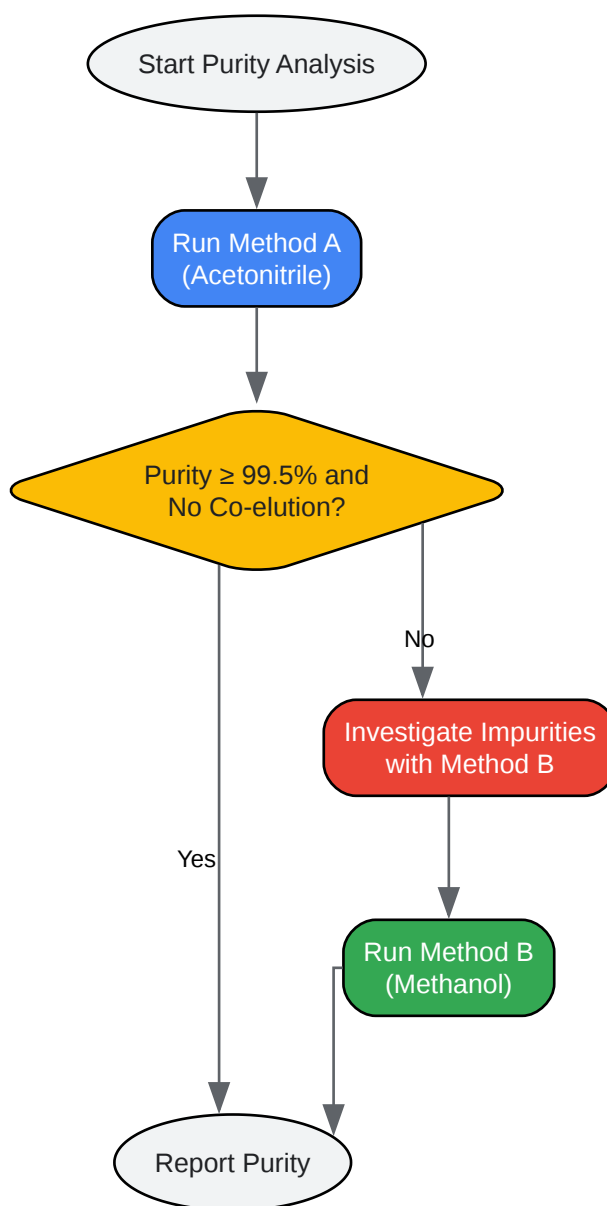 Start Purity Analysis
Run Method A
(Acetonitrile)
Purity ≥ 99.5% and
No Co-elution?
No
Investigate Impurities
with Method B
Yes
Run Method B
(Methanol)
Report Purity